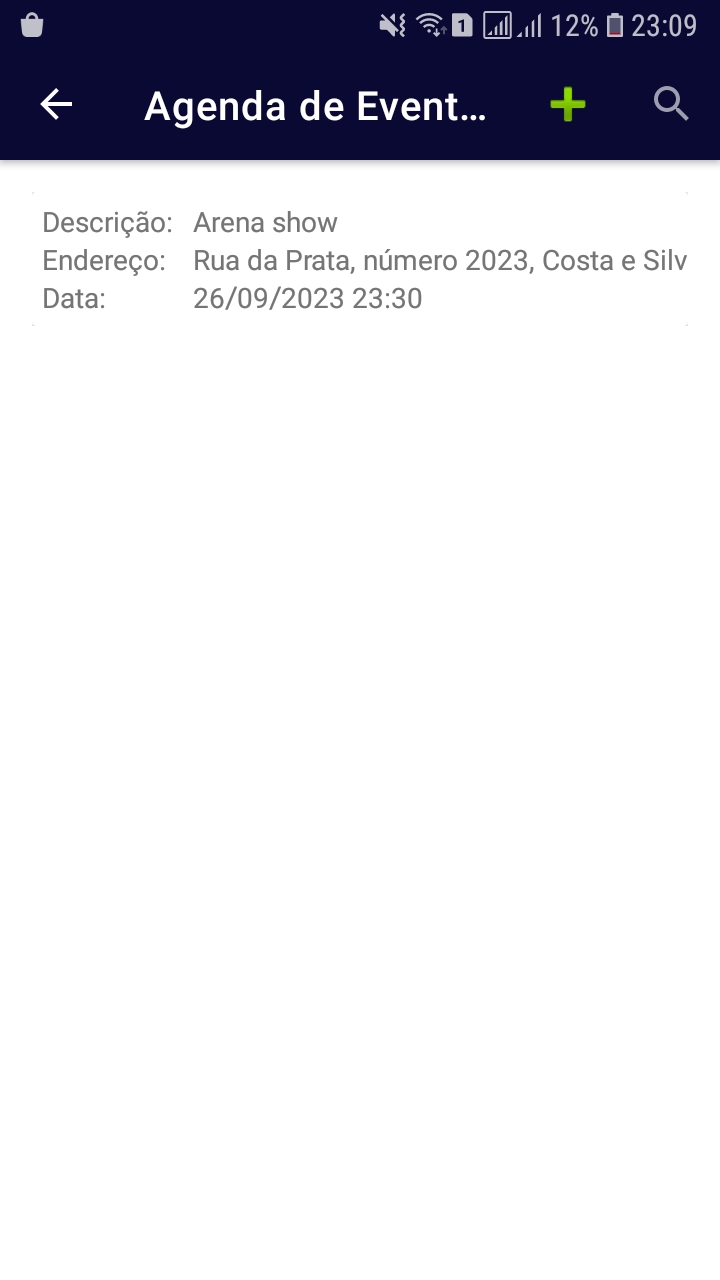 12% 23:09
Agenda de Event...
Descrição: Arena show
Endereço: Rua da Prata, número 2023, Costa e Silv
Data: 26/09/2023 23:30